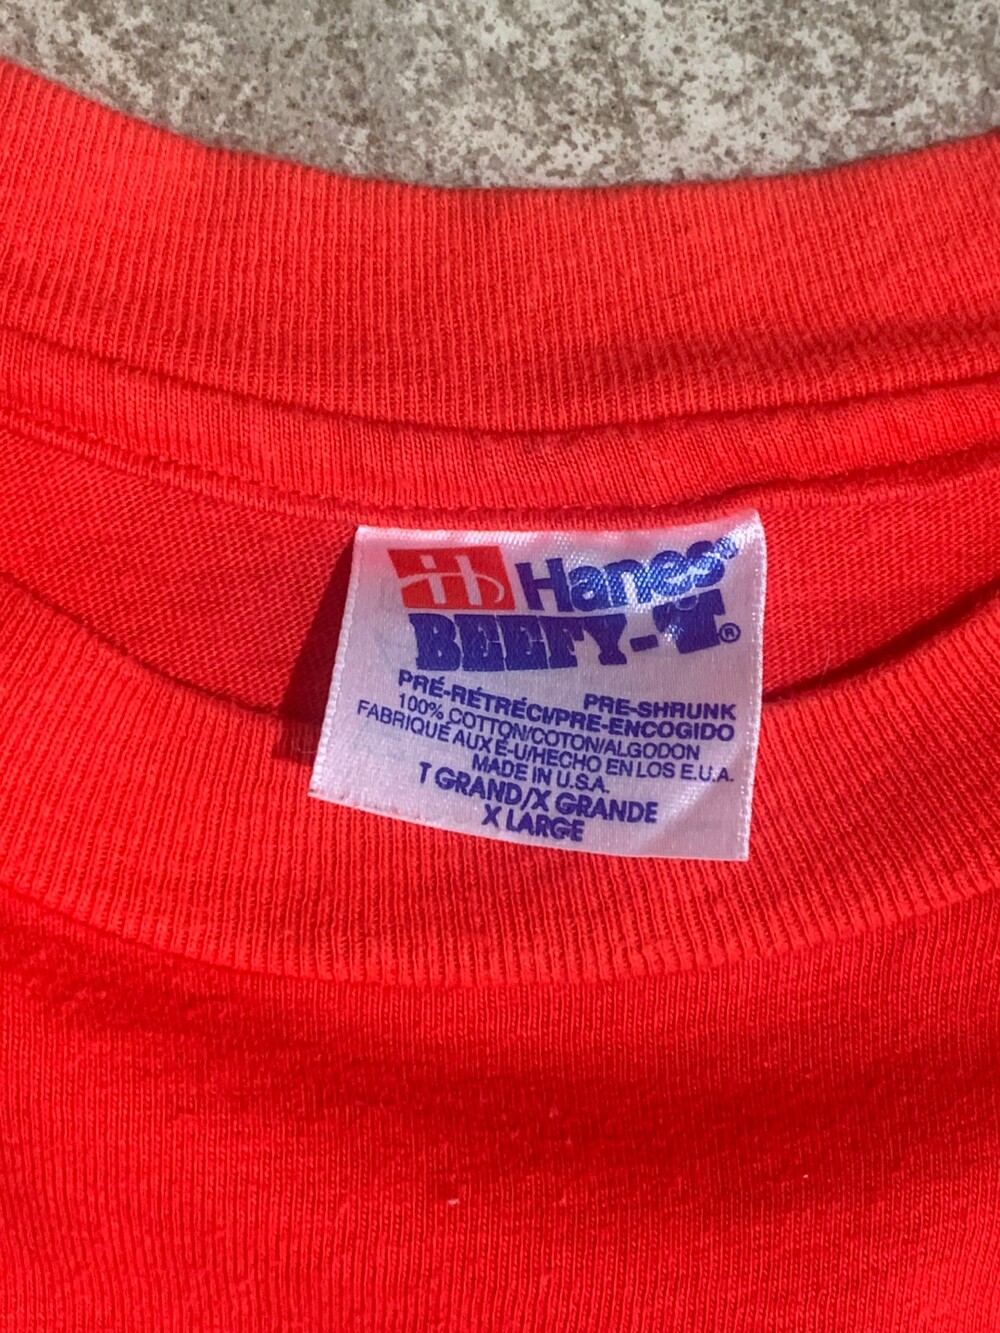 Hanes®
BEEFY-T®
PRE-SHRUNK
PRÉ-RÉTRÉCI/PRE-ENCOGIDO
100% COTTON/COTON/ALGODON
FABRIQUÉ AUX É-U/HECHO EN LOS E.U.A.
MADE IN U.S.A.
T GRAND/X GRANDE
X LARGE